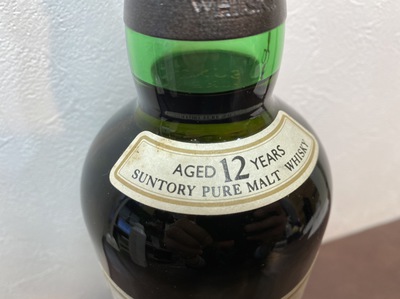 AGED 12 YEARS
SUNTORY PURE MALT WHISKY